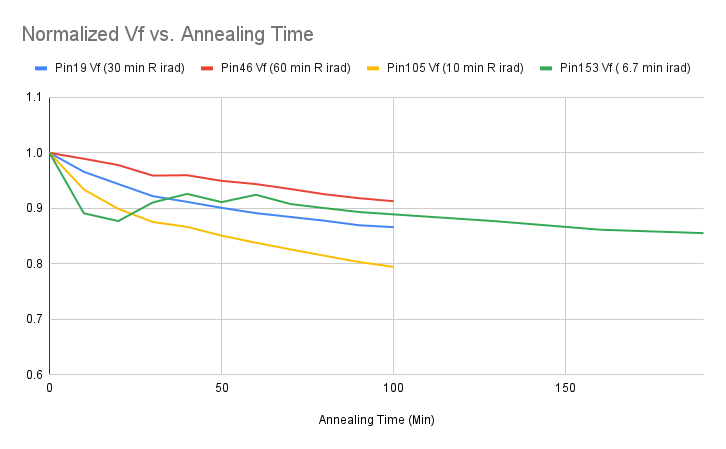 Normalized Vf vs. Annealing Time
Pin19 Vf (30 min R irad) Pin46 Vf (60 min R irad) Pin105 Vf (10 min R irad) Pin153 Vf ( 6.7 min irad)
1.1
1.0
0.9
0.8
0.7
0.6
0 50 100 150
Annealing Time (Min)